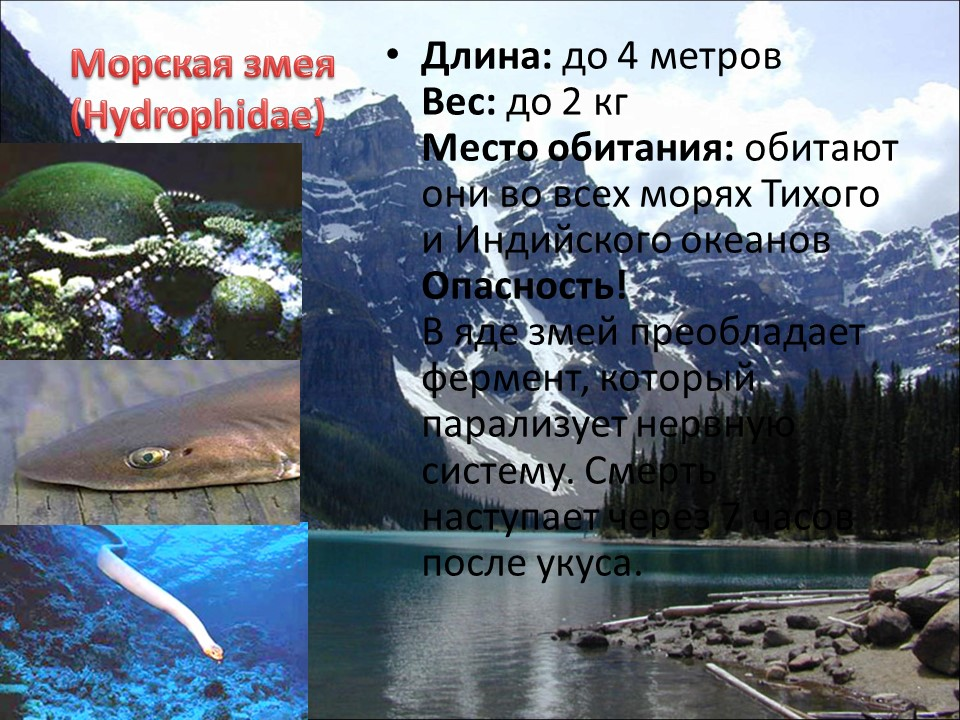 Морская змея
(Hydrophidae)
• Длина: до 4 метров
Вес: до 2 кг
Место обитания: обитают
они во всех морях Тихого
и Индийского океанов
Опасность!
В яде змей преобладает
фермент, который
парализует нервную
систему. Смерть
наступает через 7 часов
после укуса.